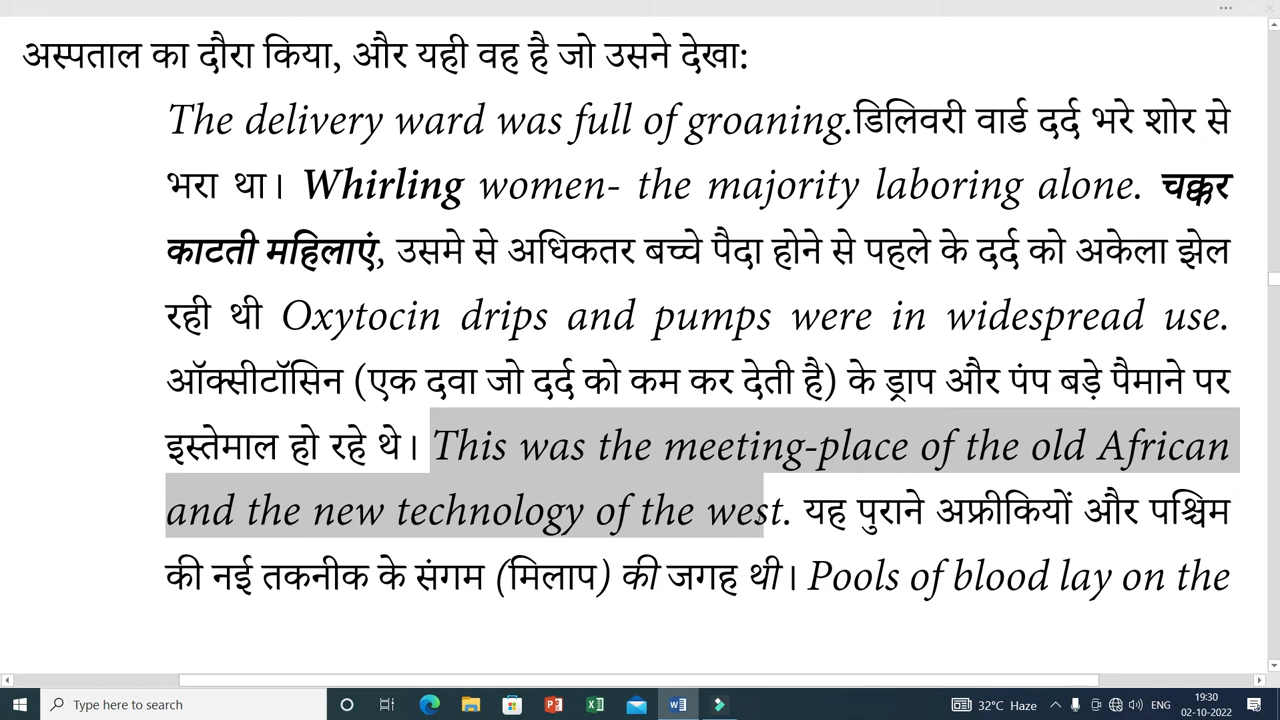 अस्पताल का दौरा किया, और यही वह है जो उसने देखा:
The delivery ward was full of groaning.डिलिवरी वार्ड दर्द भरे शोर से
भरा था। Whirling women- the majority laboring alone. चक्कर
काटती महिलाएं, उसमे से अधिकतर बच्चे पैदा होने से पहले के दर्द को अकेला झेल
रही थी Oxytocin drips and pumps were in widespread use.
ऑक्सीटॉसिन (एक दवा जो दर्द को कम कर देती है) के ड्राप और पंप बड़े पैमाने पर
इस्तेमाल हो रहे थे। This was the meeting-place of the old African
and the new technology of the west. यह पुराने अफ्रीकियों और पश्चिम
की नई तकनीक के संगम (मिलाप) की जगह थी। Pools of blood lay on the
Type here to search
32°C Haze
ENG
19:30
02-10-2022